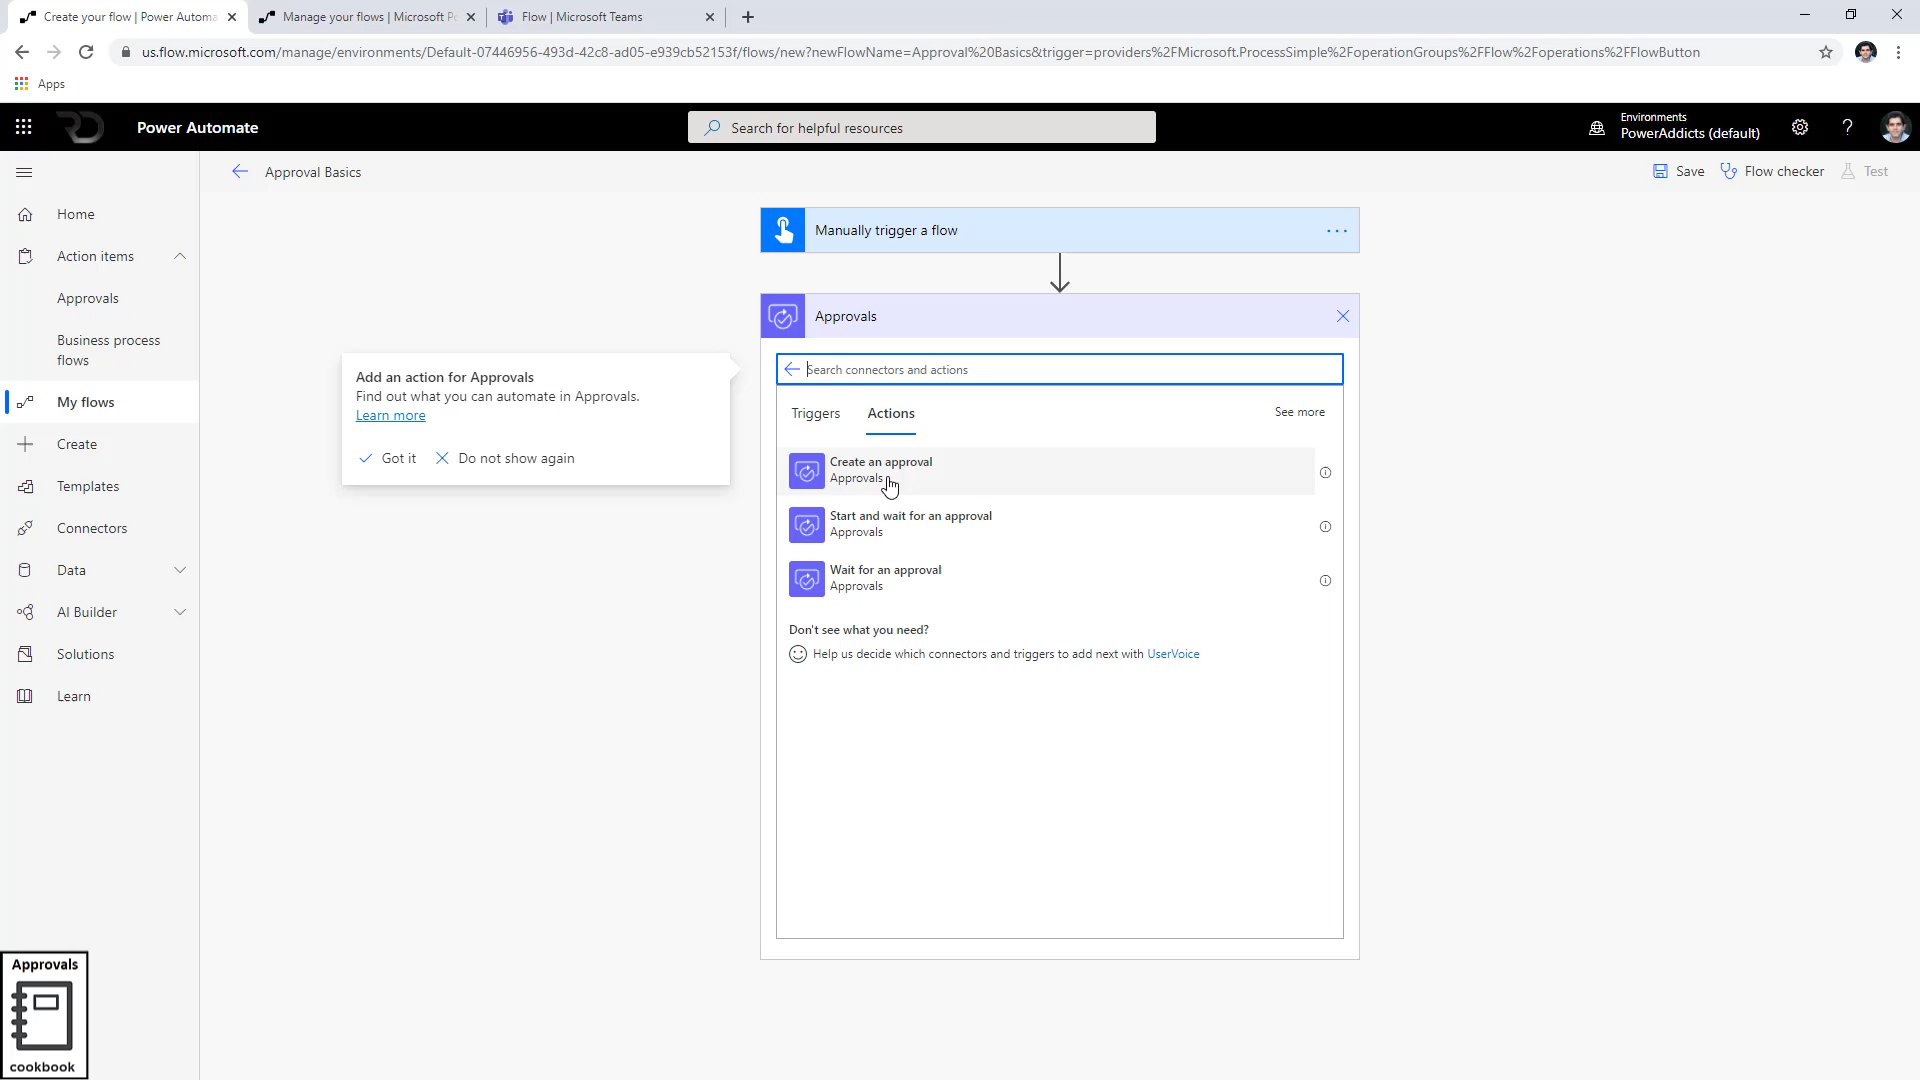 Create your flow | Power Automa
Manage your flows | Microsoft Po
Flow | Microsoft Teams
us.flow.microsoft.com/manage/environments/Default-07446956-493d-42c8-ad05-e939cb52153f/flows/new?newFlowName=Approval%20Basics&trigger=providers%2FMicrosoft.ProcessSimple%2FoperationGroups%2FFlow%2Foperations%2FFlowButton
Apps
Power Automate
Search for helpful resources
Environments
PowerAddicts (default)
?
Approval Basics
Save
Flow checker
Test
Home
Action items
Approvals
Business process
flows
My flows
Create
Templates
Connectors
Data
AI Builder
Solutions
Learn
Manually trigger a flow
...
Approvals
Add an action for Approvals
Find out what you can automate in Approvals.
Learn more
Got it
Do not show again
Search connectors and actions
Triggers
Actions
See more
Create an approval
Approvals
Start and wait for an approval
Approvals
Wait for an approval
Approvals
Don't see what you need?
Help us decide which connectors and triggers to add next with UserVoice
Approvals
cookbook